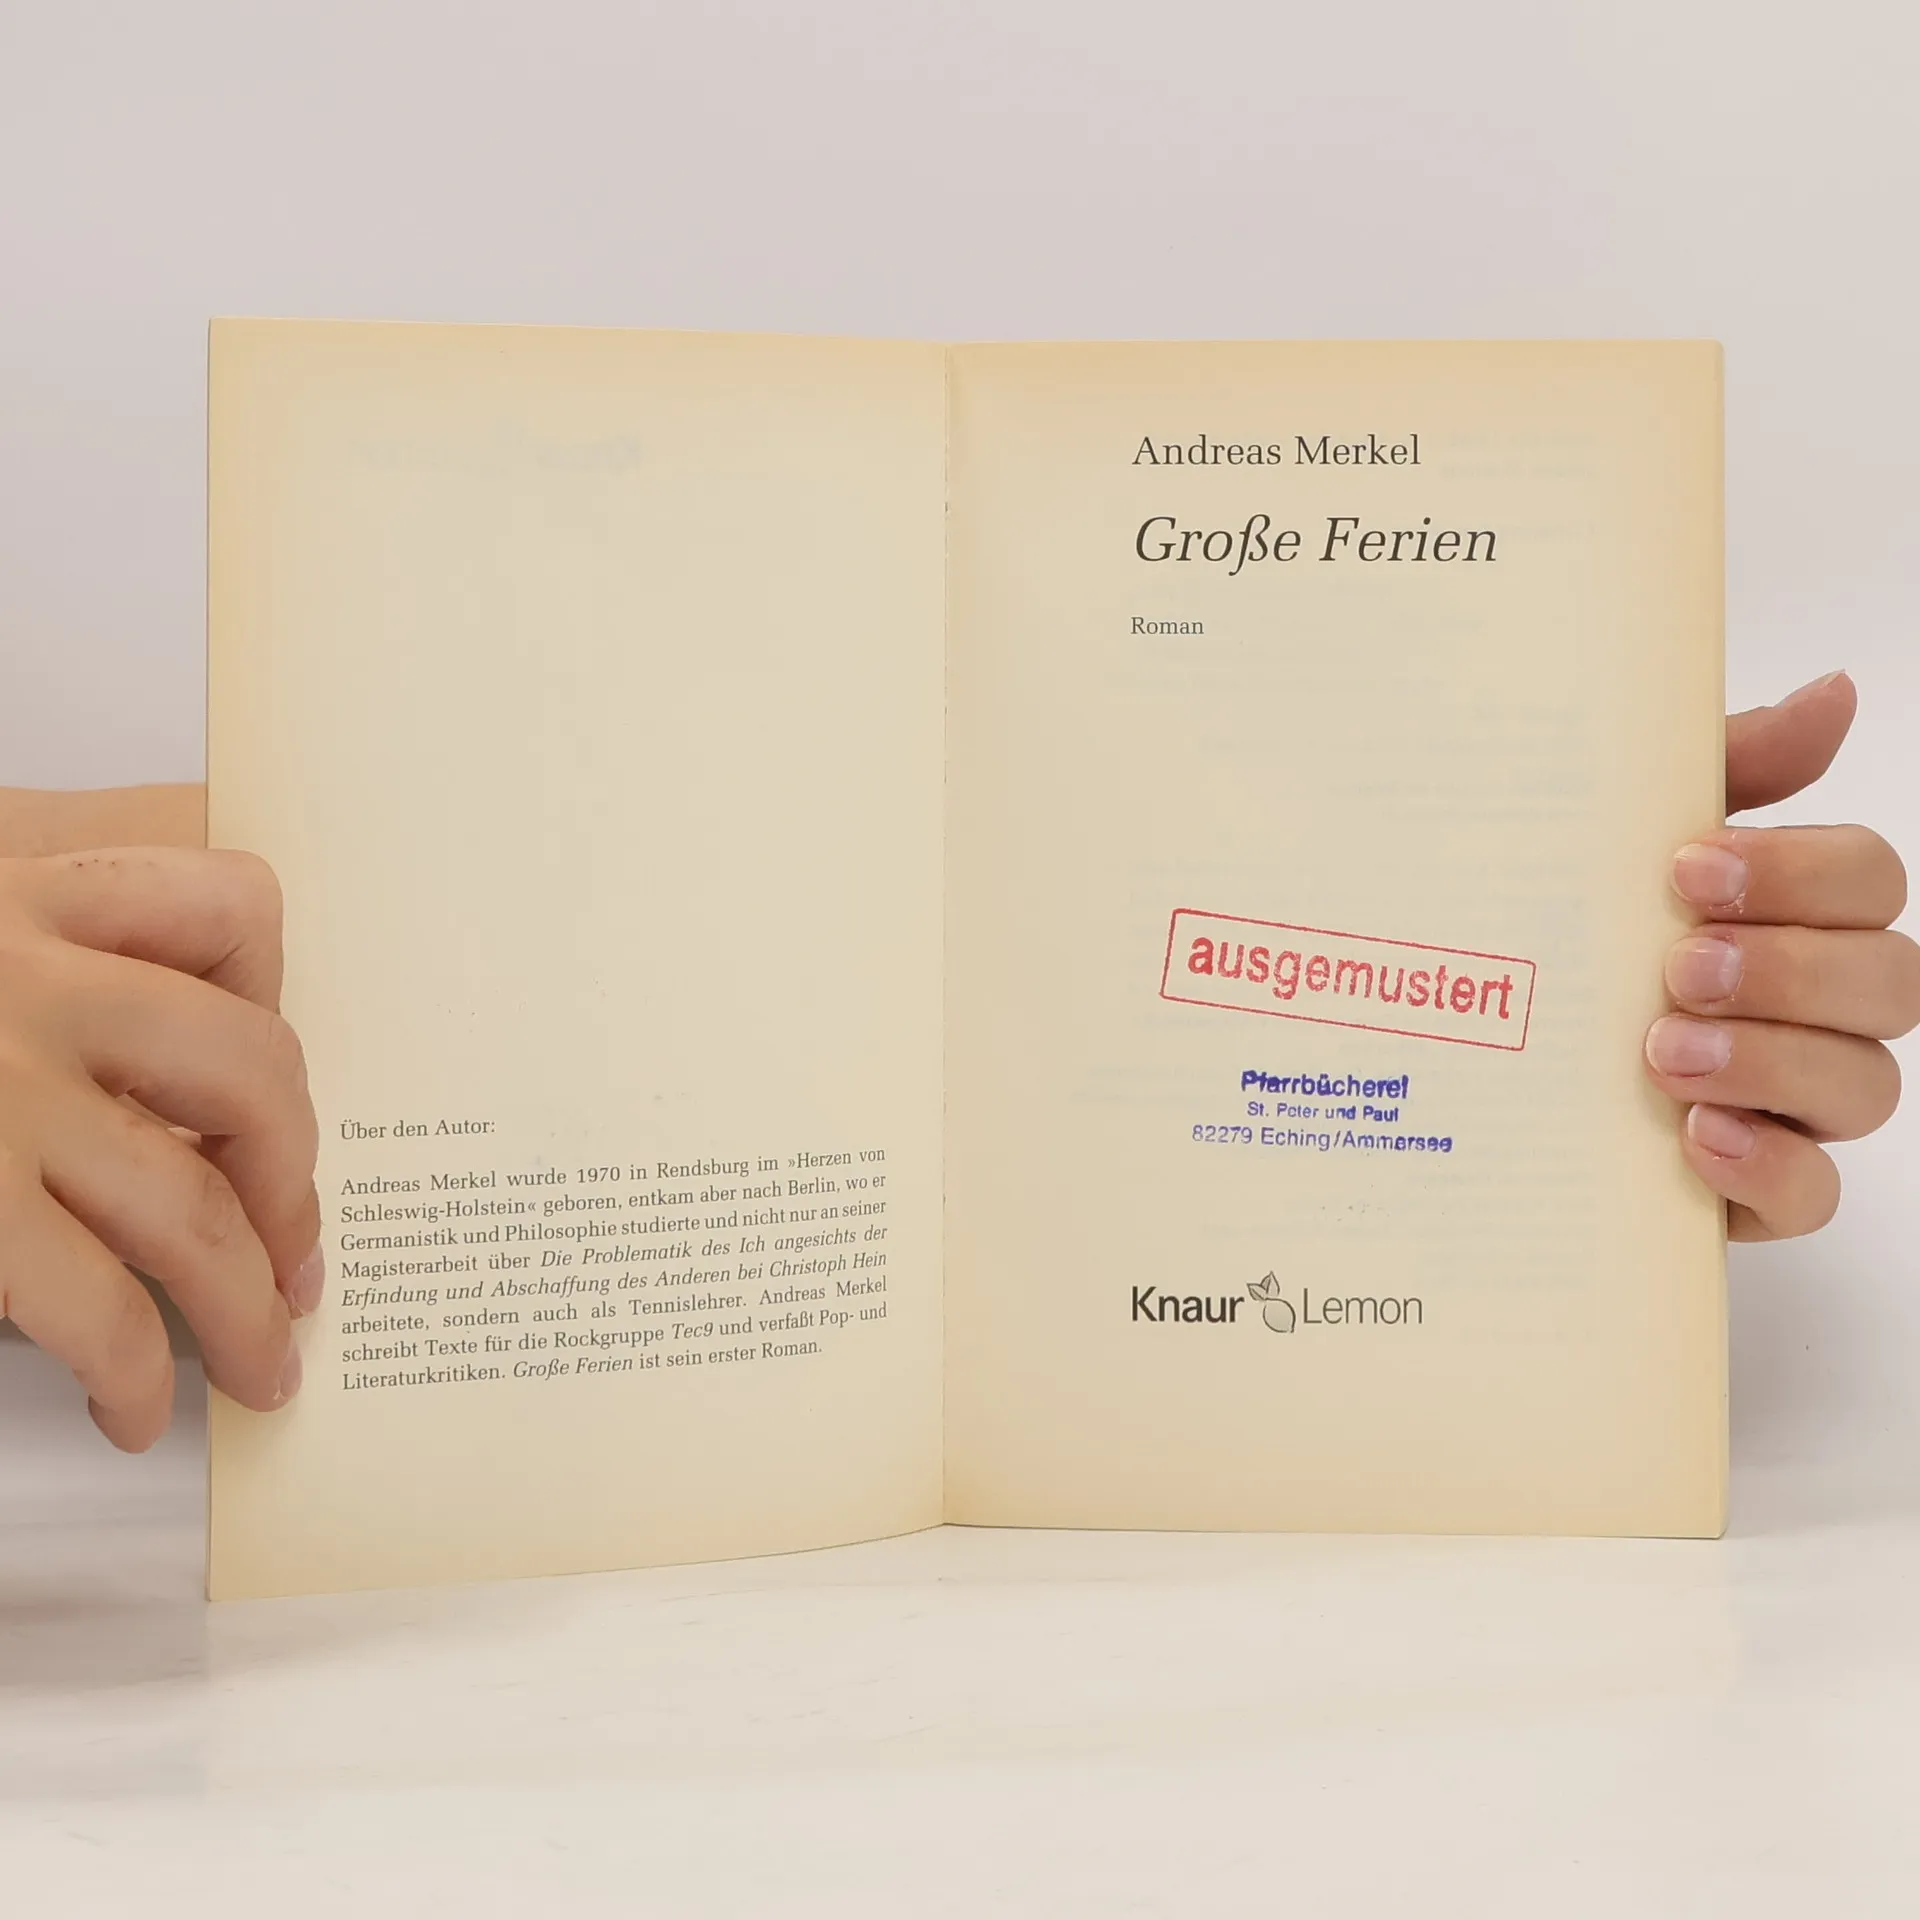 Über den Autor:
Andreas Merkel wurde 1970 in Rendsburg im »Herzen von
Schleswig-Holstein« geboren, entkam aber nach Berlin, wo er
Germanistik und Philosophie studierte und nicht nur an seiner
Magisterarbeit über Die Problematik des Ich angesichts der
Erfindung und Abschaffung des Anderen bei Christoph Hein
arbeitete, sondern auch als Tennislehrer. Andreas Merkel
schreibt Texte für die Rockgruppe Tec9 und verfaßt Pop- und
Literaturkritiken. Große Ferien ist sein erster Roman.
Andreas Merkel
Große Ferien
Roman
ausgemustert
Pfarrbücherei
St. Peter und Paul
82279 Eching/Ammersee
Knaur Lemon